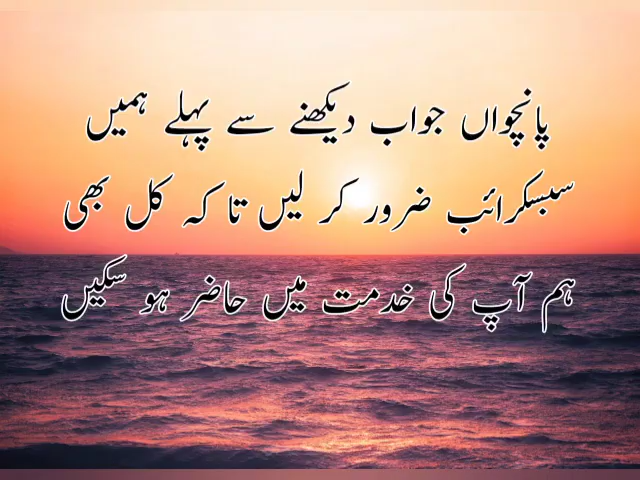 پانچواں جواب دیکھنے سے پہلے ہمیں
سبسکرائب ضرور کر لیں تا کہ کل بھی
ہم آپ کی خدمت میں حاضر ہو سکیں